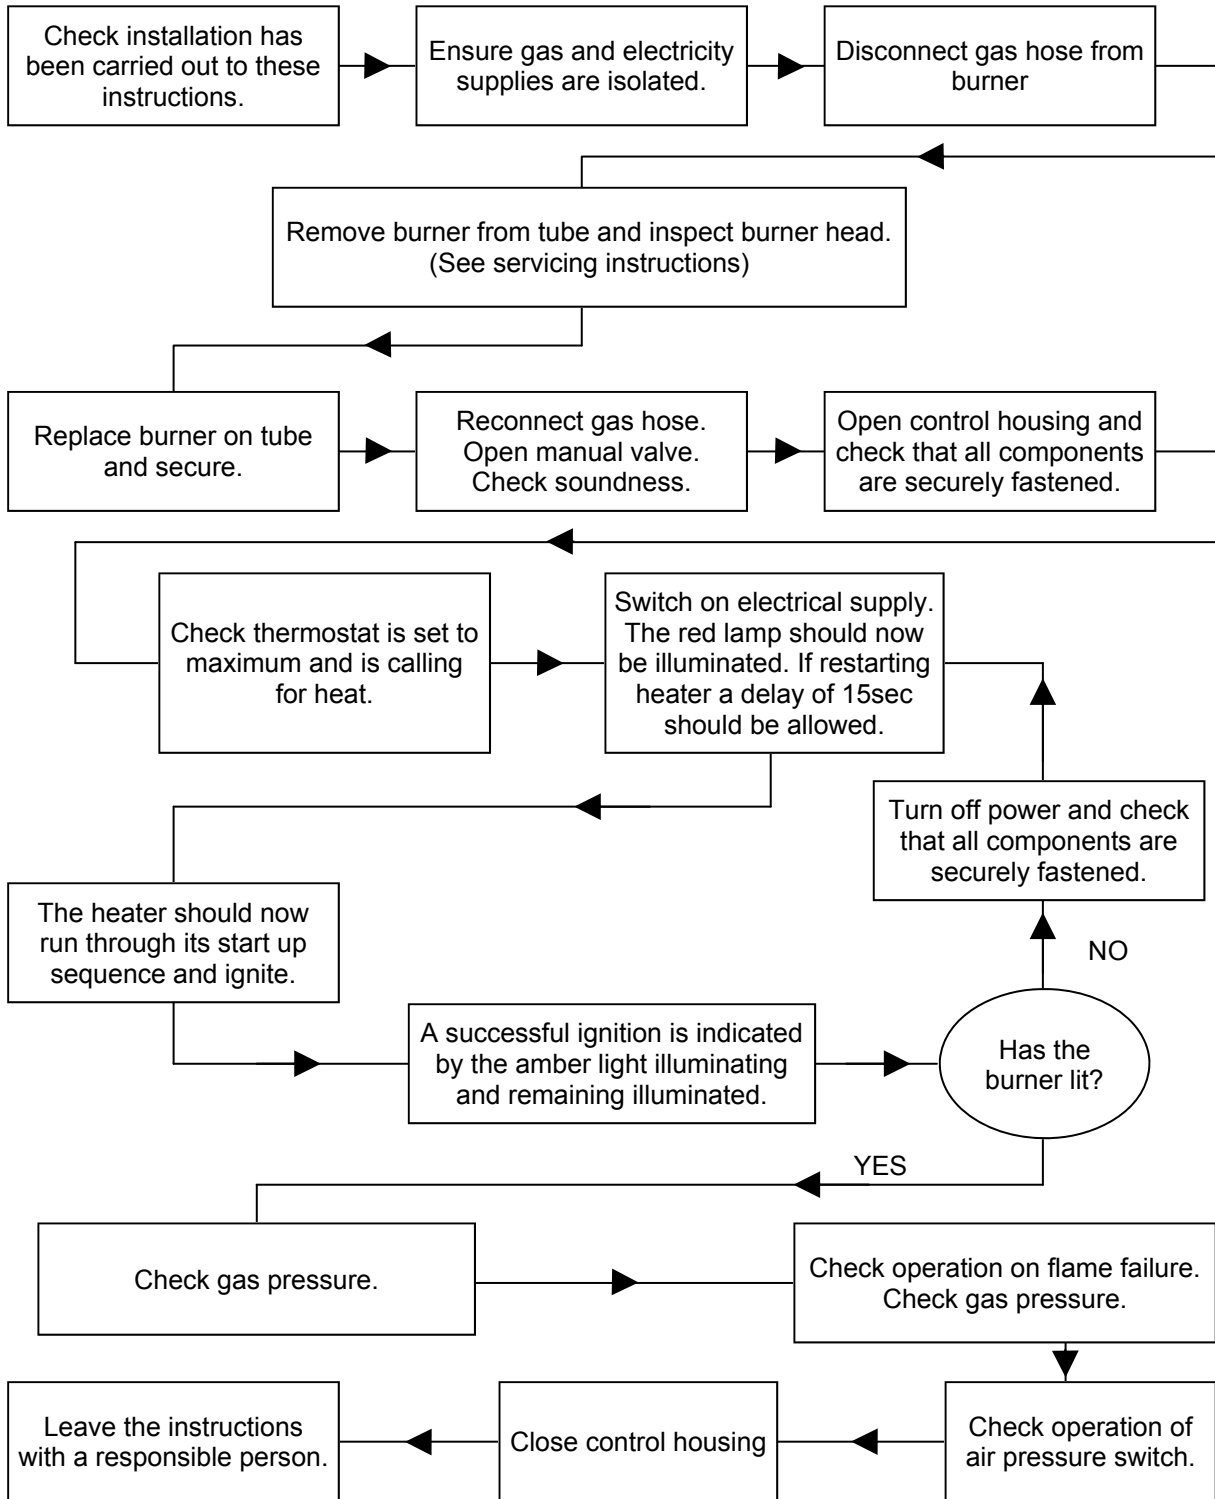 Check installation has
been carried out to these
instructions.
Ensure gas and electricity
supplies are isolated.
Disconnect gas hose from
burner
Remove burner from tube and inspect burner head.
(See servicing instructions)
Replace burner on tube
and secure.
Reconnect gas hose.
Open manual valve.
Check soundness.
Open control housing and
check that all components
are securely fastened.
Check thermostat is set to
maximum and is calling
for heat.
Switch on electrical supply.
The red lamp should now
be illuminated. If restarting
heater a delay of 15sec
should be allowed.
Turn off power and check
that all components are
securely fastened.
The heater should now
run through its start up
sequence and ignite.
NO
A successful ignition is indicated
by the amber light illuminating
and remaining illuminated.
Has the
burner lit?
YES
Check gas pressure.
Check operation on flame failure.
Check gas pressure.
Leave the instructions
with a responsible person.
Close control housing
Check operation of
air pressure switch.